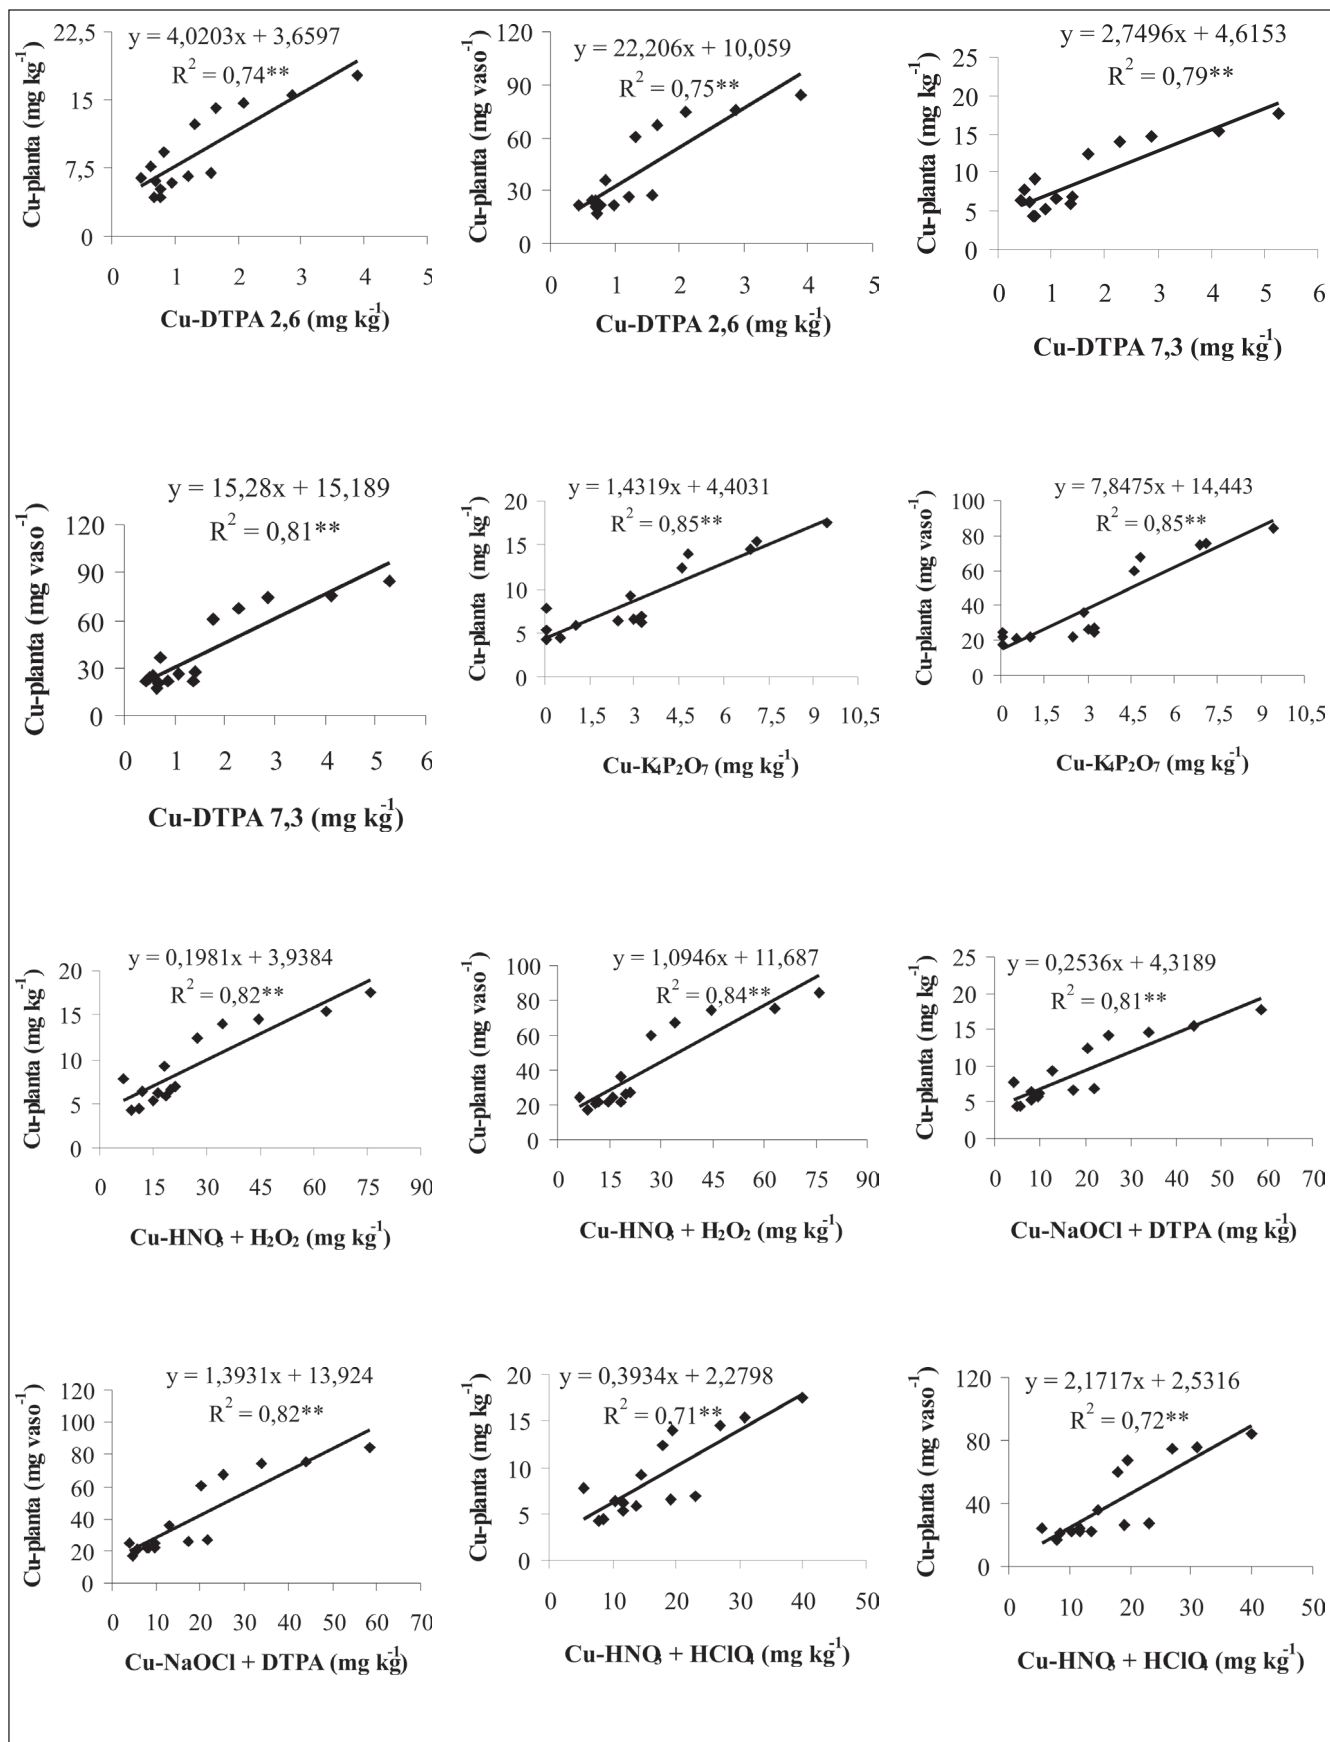 y = 4,0203x + 3,6597
R² = 0,74**
Cu-planta (mg kg⁻¹)
22,5
15
7,5
0
0 1 2 3 4 5
Cu-DTPA 2,6 (mg kg⁻¹)
y = 22,206x + 10,059
R² = 0,75**
Cu-planta (mg vaso⁻¹)
120
90
60
30
0
0 1 2 3 4 5
Cu-DTPA 2,6 (mg kg⁻¹)
y = 2,7496x + 4,6153
R² = 0,79**
Cu-planta (mg kg⁻¹)
25
20
15
10
5
0
0 1 2 3 4 5 6
Cu-DTPA 7,3 (mg kg⁻¹)
y = 15,28x + 15,189
R² = 0,81**
Cu-planta (mg vaso⁻¹)
120
90
60
30
0
0 1 2 3 4 5 6
Cu-DTPA 7,3 (mg kg⁻¹)
y = 1,4319x + 4,4031
R² = 0,85**
Cu-planta (mg kg⁻¹)
20
15
10
5
0
0 1,5 3 4,5 6 7,5 9 10,5
Cu-K₄P₂O₇ (mg kg⁻¹)
y = 7,8475x + 14,443
R² = 0,85**
Cu-planta (mg vaso⁻¹)
100
80
60
40
20
0
0 1,5 3 4,5 6 7,5 9 10,5
Cu-K₄P₂O₇ (mg kg⁻¹)
y = 0,1981x + 3,9384
R² = 0,82**
Cu-planta (mg kg⁻¹)
20
15
10
5
0
0 15 30 45 60 75 90
Cu-HNO₃ + H₂O₂ (mg kg⁻¹)
y = 1,0946x + 11,687
R² = 0,84**
Cu-planta (mg vaso⁻¹)
100
80
60
40
20
0
0 15 30 45 60 75 90
Cu-HNO₃ + H₂O₂ (mg kg⁻¹)
y = 0,2536x + 4,3189
R² = 0,81**
Cu-planta (mg kg⁻¹)
25
20
15
10
5
0
0 10 20 30 40 50 60 70
Cu-NaOCl + DTPA (mg kg⁻¹)
y = 1,3931x + 13,924
R² = 0,82**
Cu-planta (mg vaso⁻¹)
120
100
80
60
40
20
0
0 10 20 30 40 50 60 70
Cu-NaOCl + DTPA (mg kg⁻¹)
y = 0,3934x + 2,2798
R² = 0,71**
Cu-planta (mg kg⁻¹)
20
15
10
5
0
0 10 20 30 40 50
Cu-HNO₃ + HClO₄ (mg kg⁻¹)
y = 2,1717x + 2,5316
R² = 0,72**
Cu-planta (mg vaso⁻¹)
120
80
40
0
0 10 20 30 40 50
Cu-HNO₃ + HClO₄ (mg kg⁻¹)